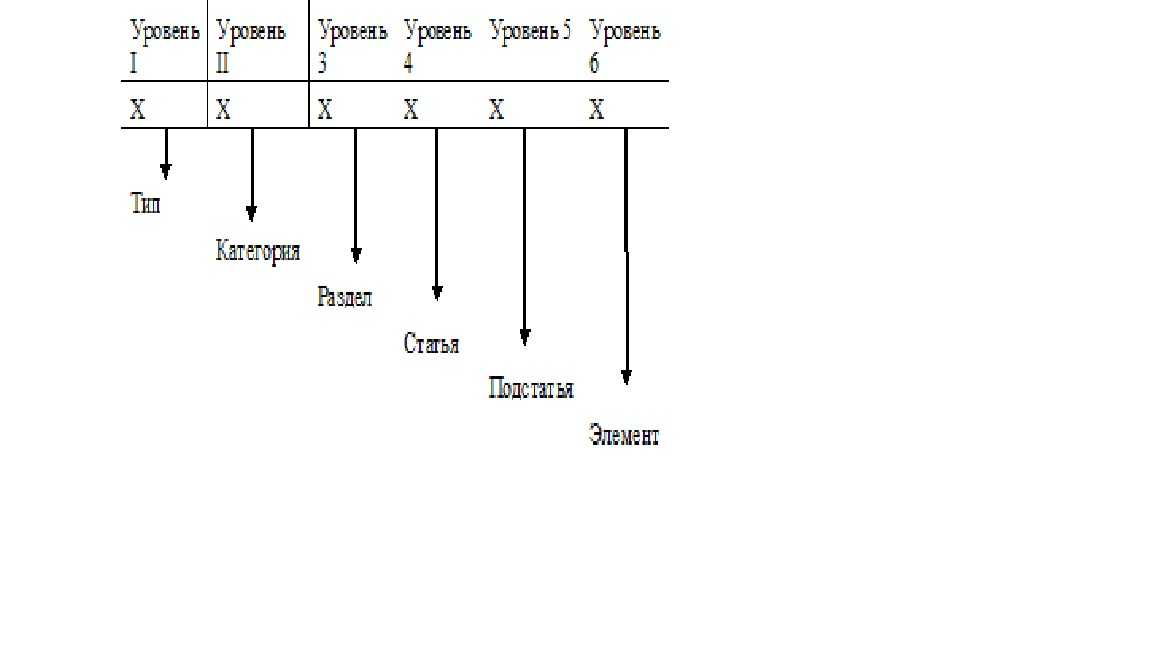 Уровень Уровень Уровень Уровень Уровень 5 Уровень
I II 3 4 6
X X X X X X
Тип
Категория
Раздел
Статья
Подстатья
Элемент